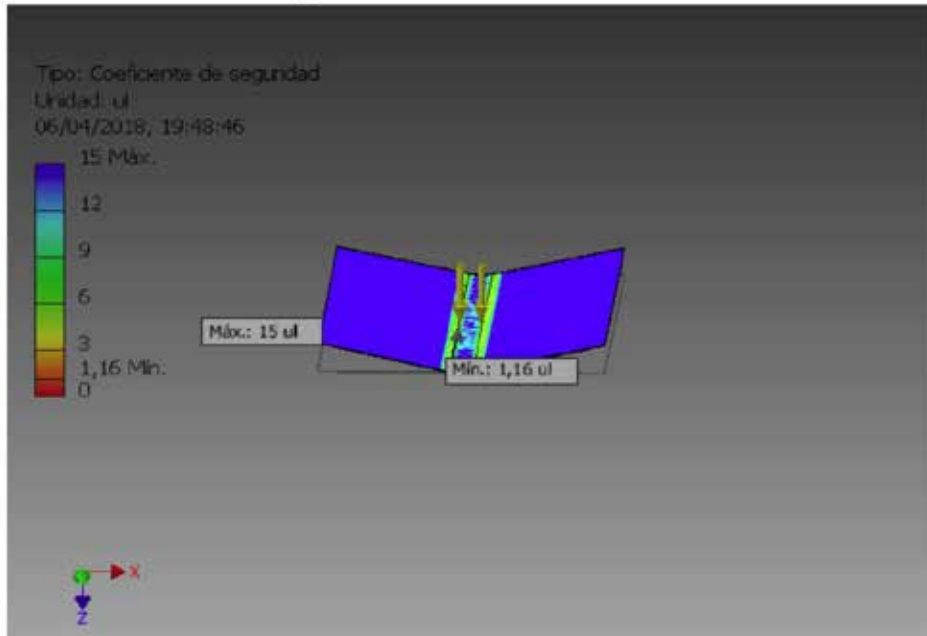 Tipo: Coeficiente de seguridad
Unidad: ul
06/04/2018, 19:48:46
15 Máx.
12
9
6
3
1,16 Mín.
0
Máx.: 15 ul
Mín.: 1,16 ul
X
Z